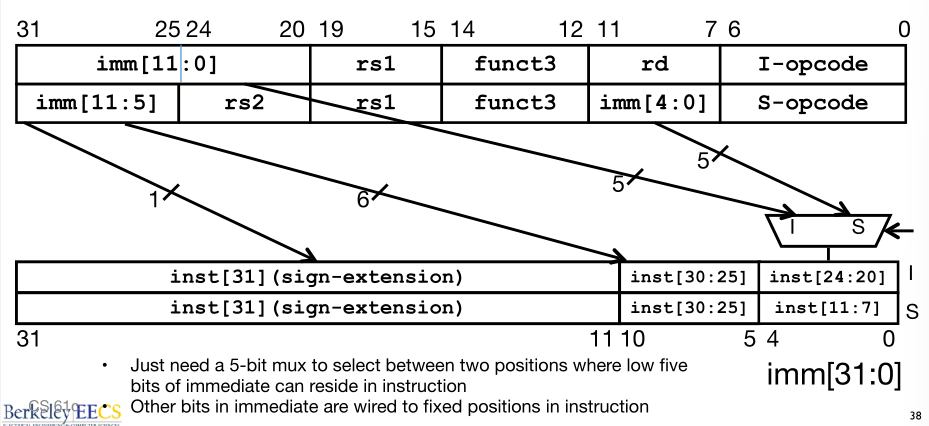 31 25 24 20 19 15 14 12 11 7 6 0
imm[11:0] rs1 funct3 rd I-opcode
imm[11:5] rs2 rs1 funct3 imm[4:0] S-opcode
1 6 5 5
I S
inst[31](sign-extension) inst[30:25] inst[24:20] I
inst[31](sign-extension) inst[30:25] inst[11:7] S
31 11 10 5 4 0
imm[31:0]
• Just need a 5-bit mux to select between two positions where low five
bits of immediate can reside in instruction
• Other bits in immediate are wired to fixed positions in instruction
CS 61c
Berkeley EECS
38